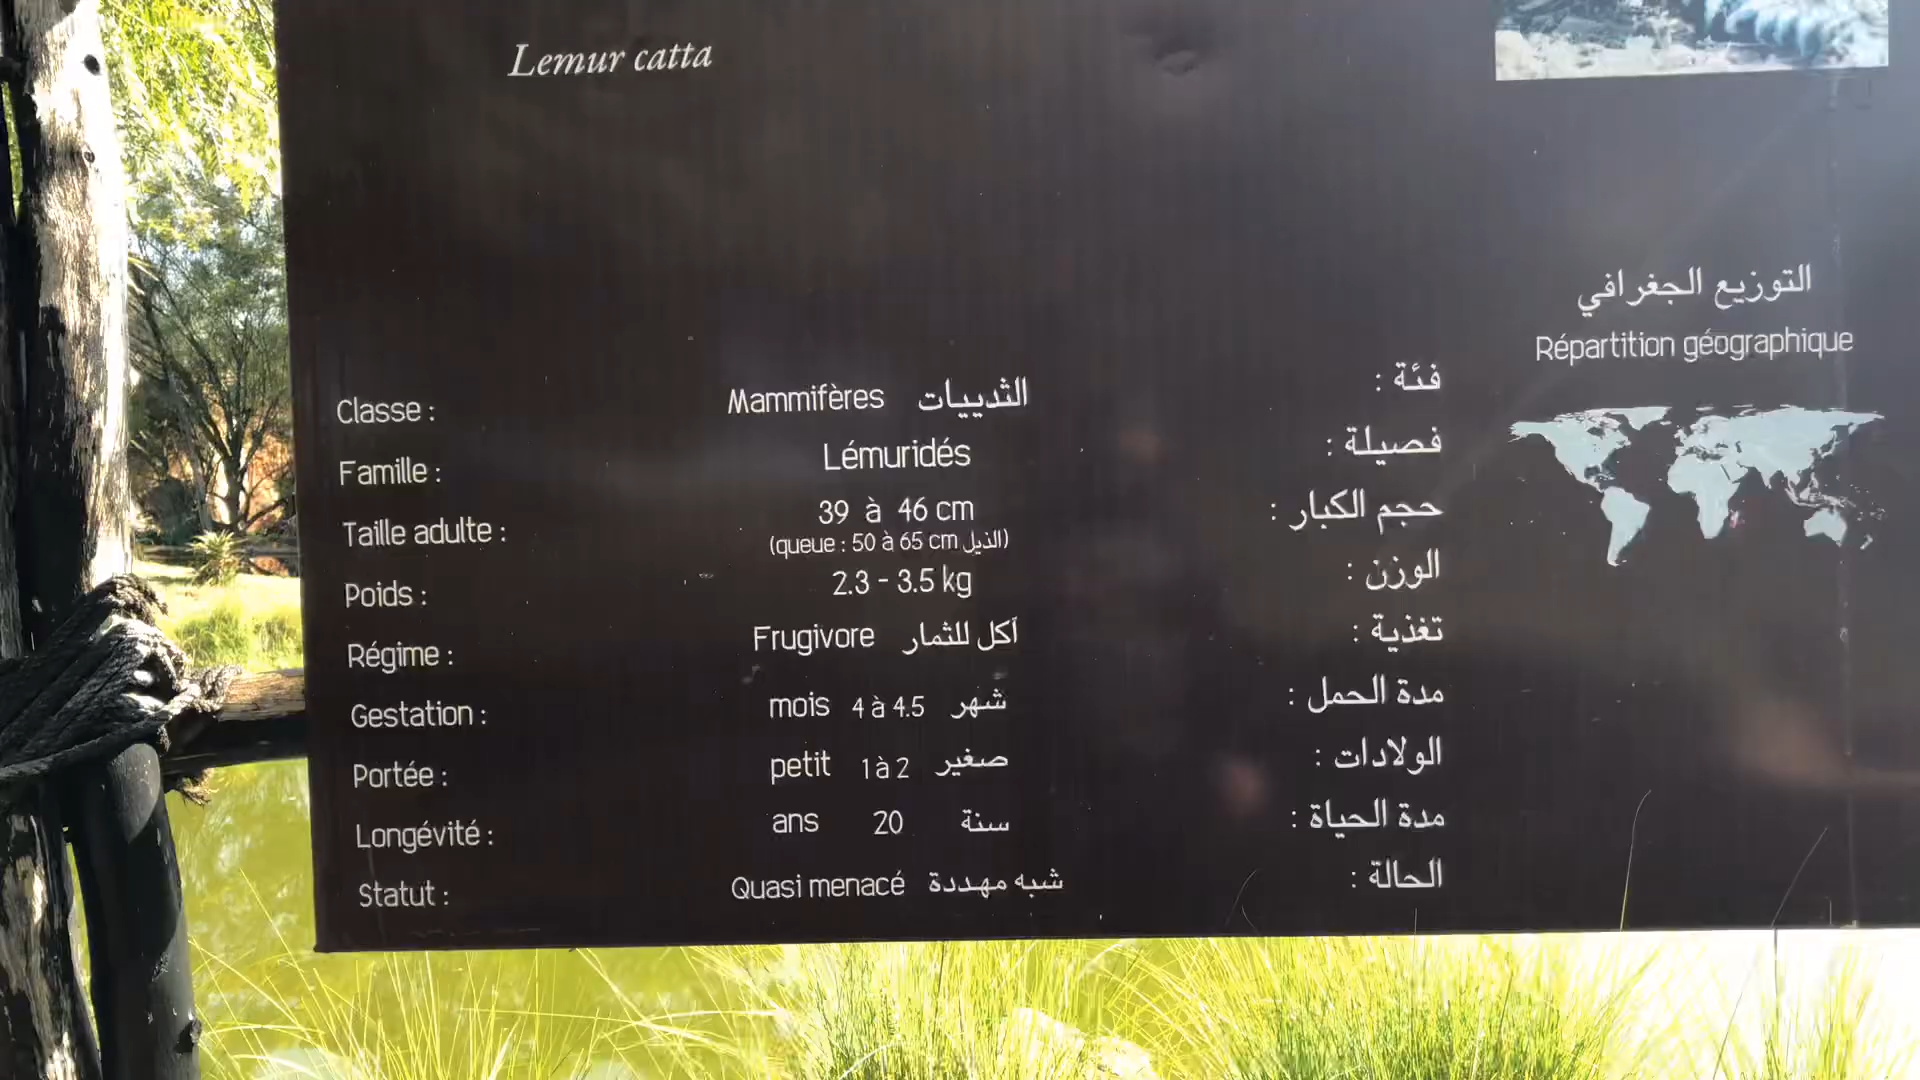 Lemur catta
التوزيع الجغرافي
Répartition géographique
Classe : Mammifères الثدييات فئة :
Famille : Lémuridés فصيلة :
Taille adulte : 39 à 46 cm حجم الكبار :
(queue : 50 à 65 cm الذيل)
Poids : 2.3 - 3.5 kg الوزن :
Régime : Frugivore أكل للثمار تغذية :
Gestation : mois 4 à 4.5 شهر مدة الحمل :
Portée : petit 1 à 2 صغير الولادات :
Longévité : ans 20 سنة مدة الحياة :
Statut : Quasi menacé شبه مهددة الحالة :